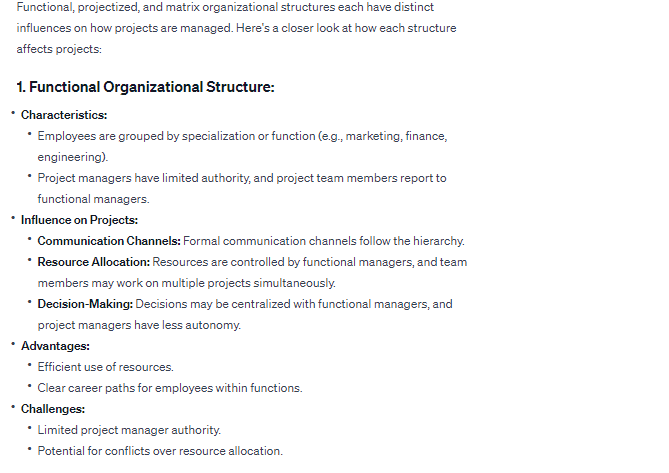 Functional, projectized, and matrix organizational structures each have distinct
influences on how projects are managed. Here's a closer look at how each structure
affects projects:
1. Functional Organizational Structure:
• Characteristics:
• Employees are grouped by specialization or function (e.g., marketing, finance,
engineering).
• Project managers have limited authority, and project team members report to
functional managers.
• Influence on Projects:
• Communication Channels: Formal communication channels follow the hierarchy.
• Resource Allocation: Resources are controlled by functional managers, and team
members may work on multiple projects simultaneously.
• Decision-Making: Decisions may be centralized with functional managers, and
project managers have less autonomy.
• Advantages:
• Efficient use of resources.
• Clear career paths for employees within functions.
• Challenges:
• Limited project manager authority.
• Potential for conflicts over resource allocation.